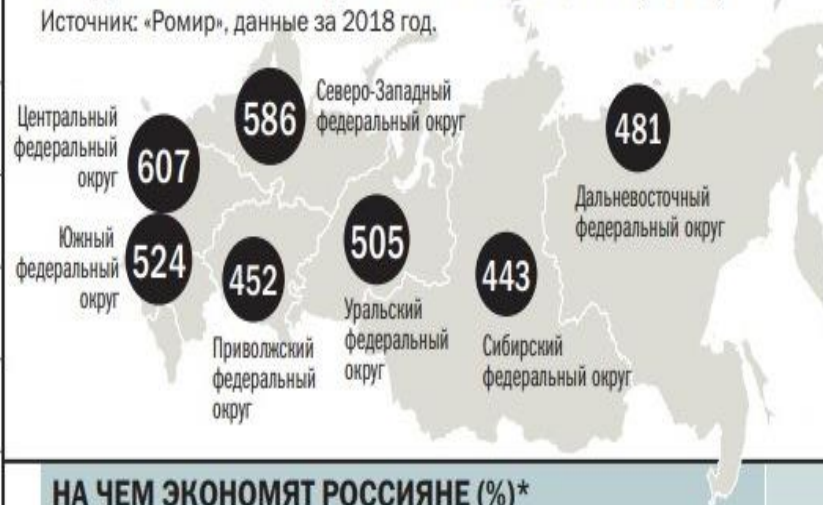 Источник: «Ромир», данные за 2018 год.
Центральный
федеральный
округ
607
586
Северо-Западный
федеральный округ
481
Дальневосточный
федеральный округ
Южный
федеральный
округ
524
452
Приволжский
федеральный
округ
505
Уральский
федеральный
округ
443
Сибирский
федеральный округ
НА ЧЕМ ЭКОНОМЯТ РОССИЯНЕ (%)*